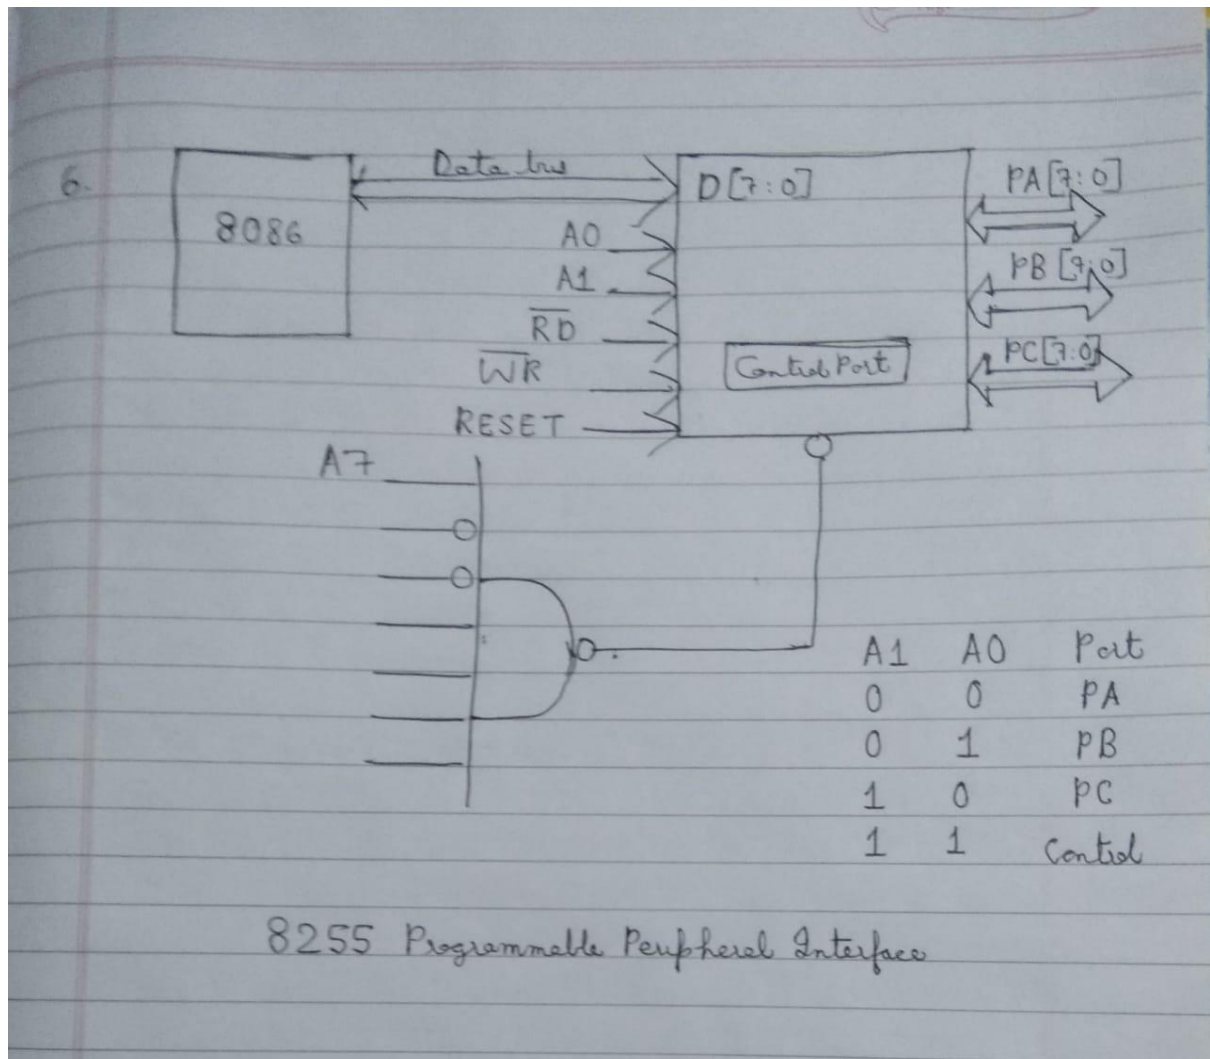 6.
8086
Data bus
D[7:0]
A0
A1
RD
WR
RESET
Control Port
PA[7:0]
PB[7:0]
PC[7:0]
A7
A1 A0 Port
0 0 PA
0 1 PB
1 0 PC
1 1 Control
8255 Programmable Peripheral Interface